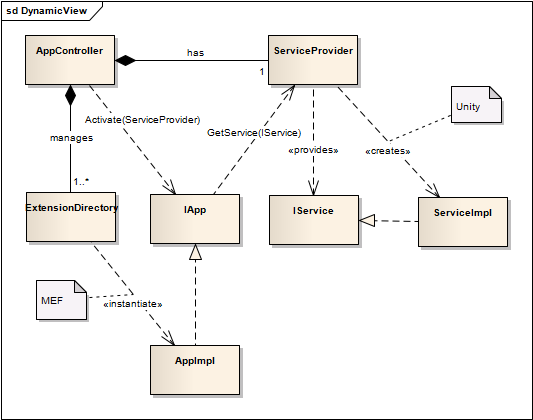 sd DynamicView
AppController
has
1
ServiceProvider
Activate(ServiceProvider)
GetService(IService)
Unity
manages
«provides»
«creates»
1..*
ExtensionDirectory
IApp
IService
ServiceImpl
MEF
«instantiate»
AppImpl